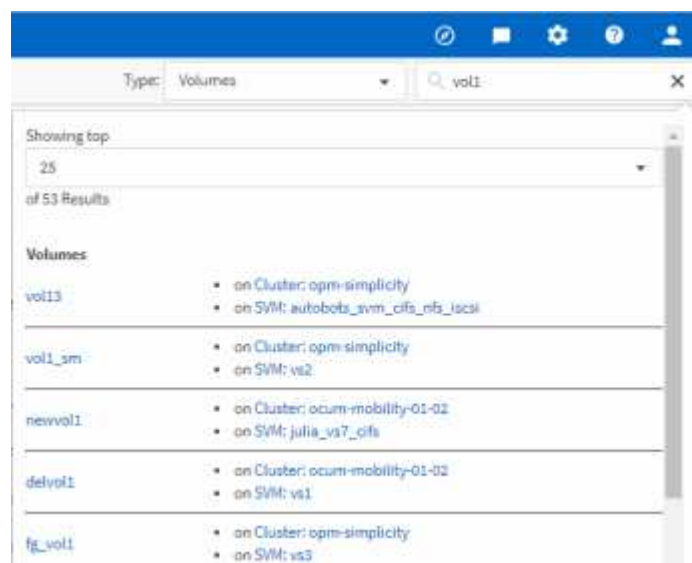 Type: Volumes vol1
Showing top
25
of 53 Results
Volumes
vol13
on Cluster: opm-simplicity
on SVM: autobots_svm_cifs_nfs_iscsi
vol1_sm
on Cluster: opm-simplicity
on SVM: vs2
newvol1
on Cluster: ocum-mobility-01-02
on SVM: julia_vs7_cifs
delvol1
on Cluster: ocum-mobility-01-02
on SVM: vs1
fg_vol1
on Cluster: opm-simplicity
on SVM: vs3